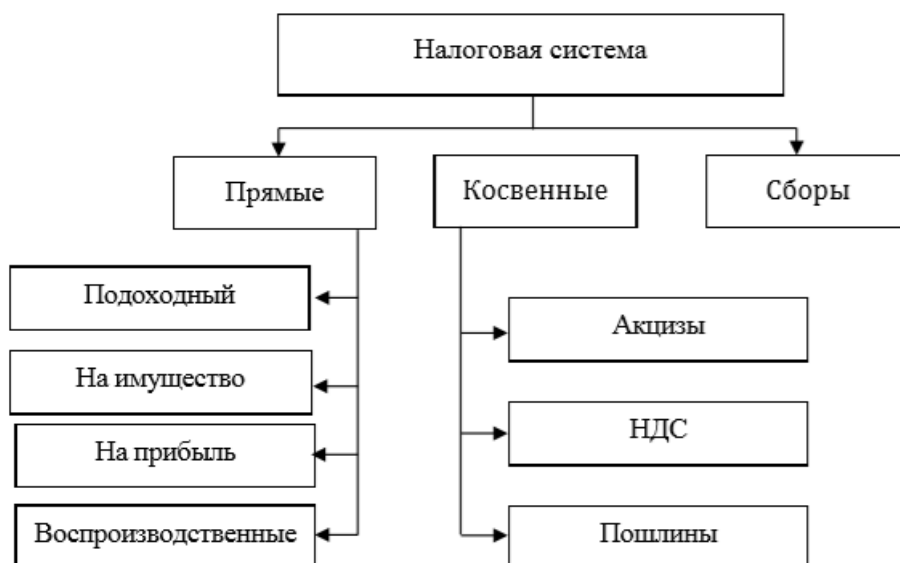 Налоговая система
Прямые
Косвенные
Сборы
Подоходный
На имущество
На прибыль
Воспроизводственные
Акцизы
НДС
Пошлины